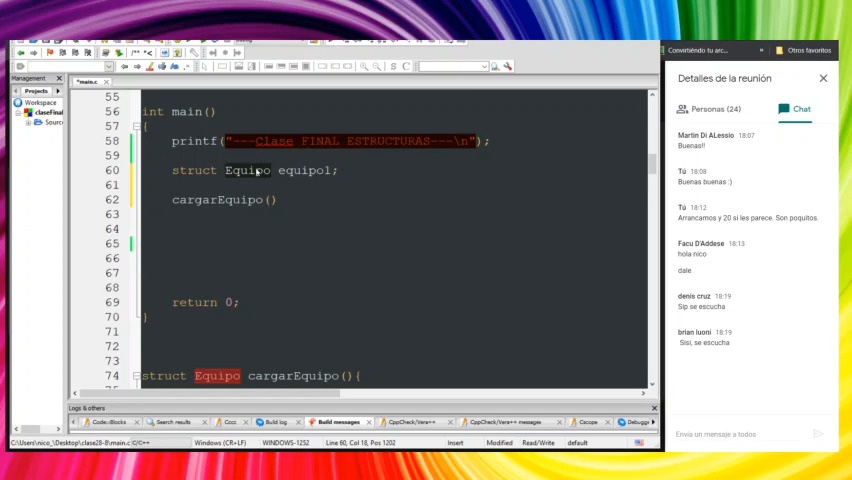 Management
Projects
Workspace
claseFinal
Sourc
*main.c
55
56 int main()
57 {
58 printf("---Clase FINAL ESTRUCTURAS---\n");
59
60 struct Equipo equipo1;
61
62 cargarEquipo()
63
64
65
66
67
68
69 return 0;
70 }
71
72
73
74 struct Equipo cargarEquipo(){
Logs & others
Code::Blocks
Search results
Cccc
Build log
Build messages
CppCheck/Vera++
CppCheck/Vera++ messages
Cscope
Debugge
C:\Users\nico_\Desktop\clase28-8\main.c C/C++ Windows (CR+LF) WINDOWS-1252 Line 60, Col 18, Pos 1202 Insert Modified Read/Write default
Convirtiéndo tu arc... » Otros favoritos
Detalles de la reunión
Personas (24) Chat
Martin Di ALessio 18:07
Buenas!!
Tú 18:08
Buenas buenas :)
Tú 18:12
Arrancamos y 20 si les parece. Son poquitos.
Facu D'Addese 18:13
hola nico
dale
denis cruz 18:19
Sip se escucha
brian luoni 18:19
Sisi, se escucha
Envía un mensaje a todos